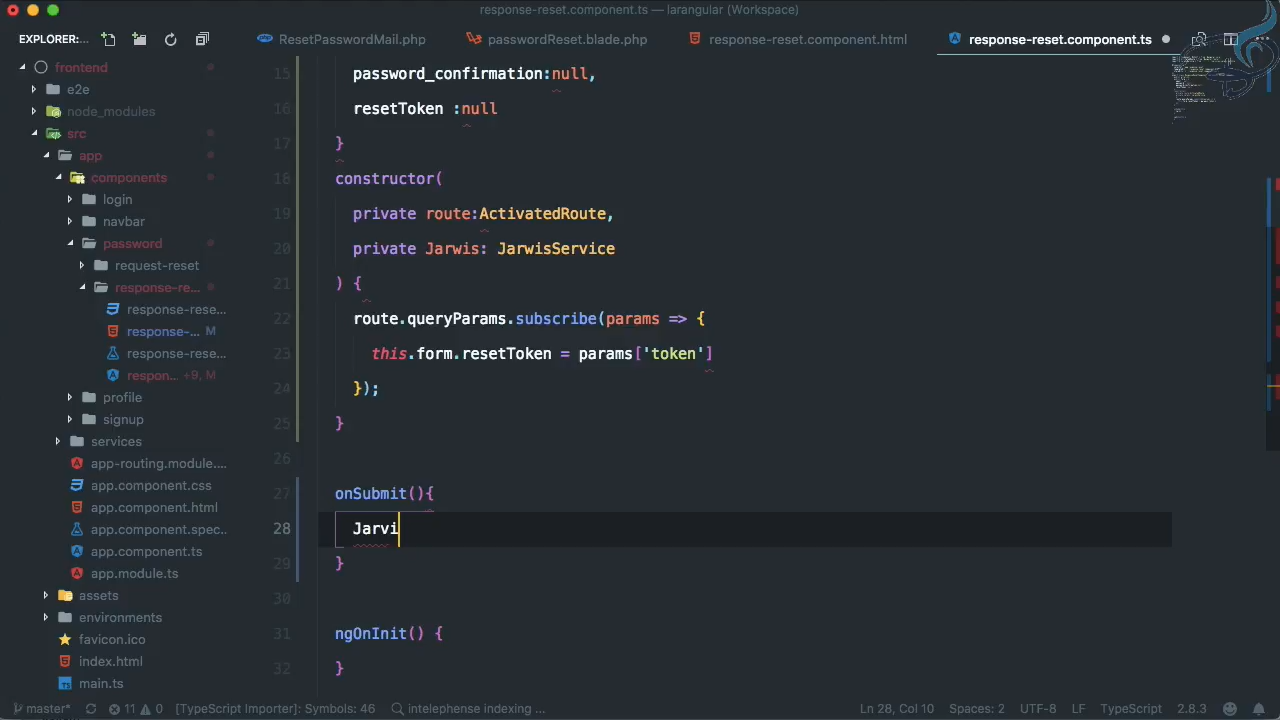 response-reset.component.ts — larangular (Workspace)
EXPLORER:...
ResetPasswordMail.php
passwordReset.blade.php
response-reset.component.html
response-reset.component.ts
frontend
e2e
node_modules
src
app
components
login
navbar
password
request-reset
response-re...
response-rese...
response-... M
response-rese...
respon... +9, M
profile
signup
services
app-routing.module....
app.component.css
app.component.html
app.component.spec..
app.component.ts
app.module.ts
assets
environments
favicon.ico
index.html
main.ts
15 password_confirmation:null,
16 resetToken :null
17 }
18 constructor(
19 private route:ActivatedRoute,
20 private Jarwis: JarwisService
21 ) {
22 route.queryParams.subscribe(params => {
23 this.form.resetToken = params['token']
24 });
25 }
26
27 onSubmit(){
28 Jarvi
29 }
30
31 ngOnInit() {
32 }
master* 11 0 [TypeScript Importer]: Symbols: 46 intelephense indexing ... Ln 28, Col 10 Spaces: 2 UTF-8 LF TypeScript 2.8.3